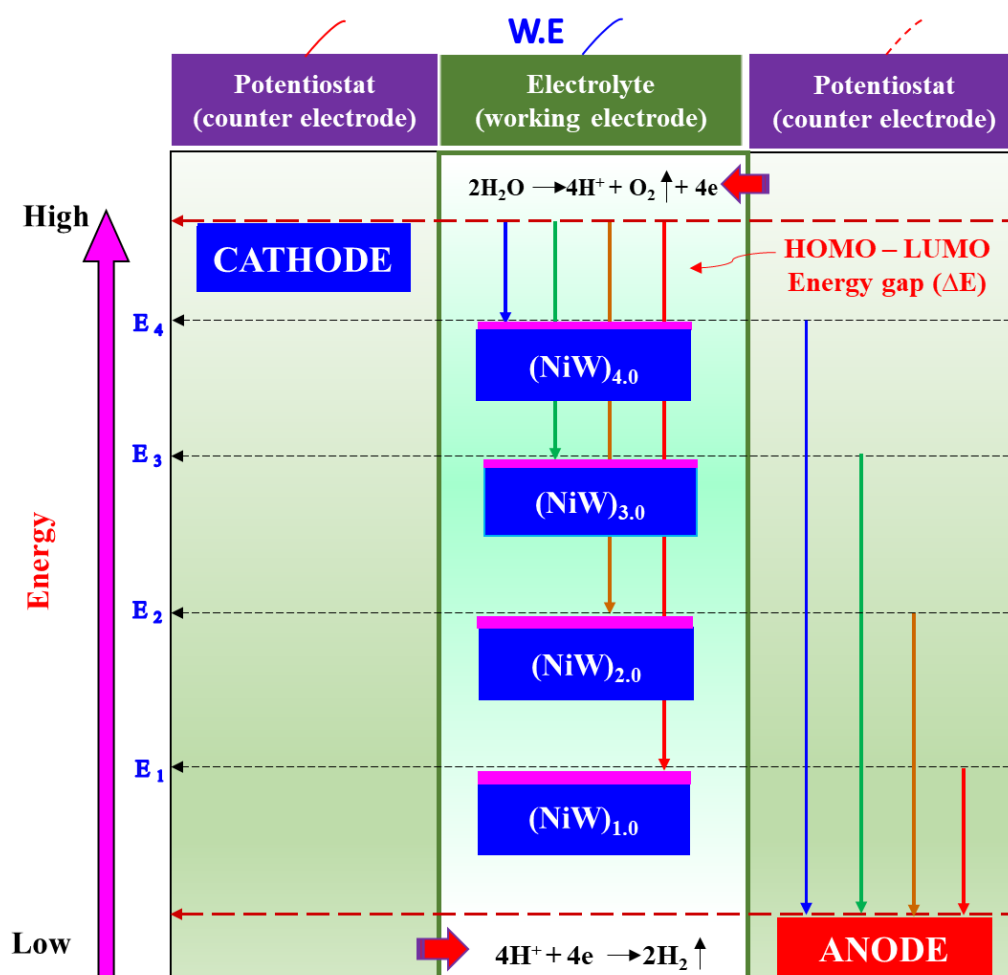 W.E
Potentiostat
(counter electrode)
Electrolyte
(working electrode)
Potentiostat
(counter electrode)
2H₂O → 4H⁺ + O₂ ↑ + 4e
High
CATHODE
HOMO – LUMO
Energy gap (ΔE)
E₄
(NiW)₄.₀
E₃
(NiW)₃.₀
Energy
E₂
(NiW)₂.₀
E₁
(NiW)₁.₀
Low
4H⁺ + 4e → 2H₂ ↑
ANODE